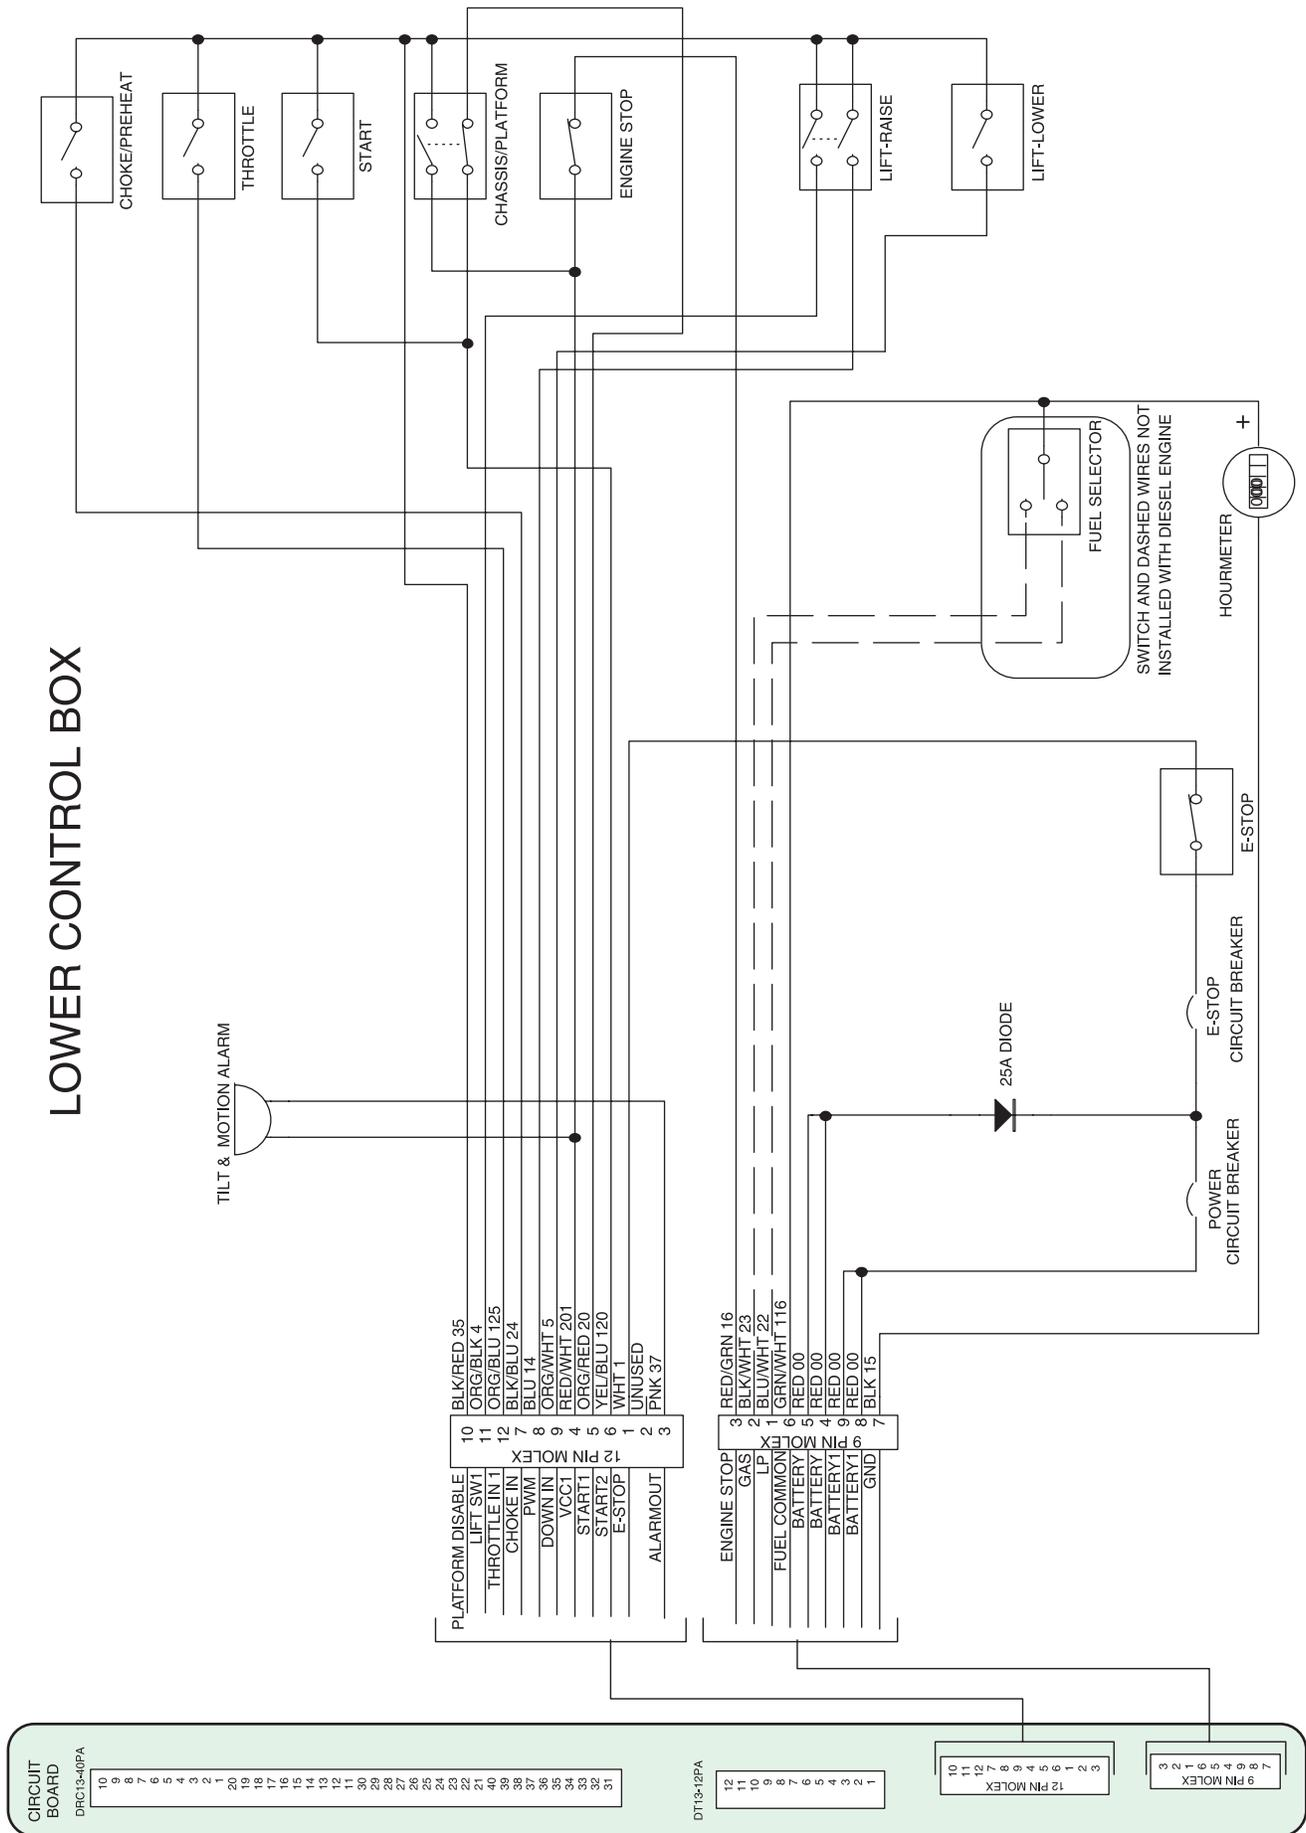 LOWER CONTROL BOX
CIRCUIT
BOARD
DRC13-40PA
10
9
8
7
6
5
4
3
2
1
20
19
18
17
16
15
14
13
12
11
30
29
28
27
26
25
24
23
22
21
40
39
38
37
36
35
34
33
32
31
DT13-12PA
12
11
10
9
8
7
6
5
4
3
2
1
10
11
12
7
8
9
4
5
6
1
2
3
12 PIN MOLEX
3
2
1
6
5
4
9
8
7
9 PIN MOLEX
PLATFORM DISABLE
LIFT SW1
THROTTLE IN 1
CHOKE IN
PWM
DOWN IN
VCC1
START1
START2
E-STOP
ALARMOUT
10
11
12
7
8
9
4
5
6
1
2
3
12 PIN MOLEX
BLK/RED 35
ORG/BLK 4
ORG/BLU 125
BLK/BLU 24
BLU 14
ORG/WHT 5
RED/WHT 201
ORG/RED 20
YEL/BLU 120
WHT 1
UNUSED
PNK 37
ENGINE STOP
GAS
LP
FUEL COMMON
BATTERY
BATTERY
BATTERY1
BATTERY1
GND
3
2
1
6
5
4
9
8
7
9 PIN MOLEX
RED/GRN 16
BLK/WHT 23
BLU/WHT 22
GRN/WHT 116
RED 00
RED 00
RED 00
RED 00
BLK 15
TILT & MOTION ALARM
25A DIODE
POWER
CIRCUIT BREAKER
E-STOP
CIRCUIT BREAKER
E-STOP
CHOKE/PREHEAT
THROTTLE
START
CHASSIS/PLATFORM
ENGINE STOP
LIFT-RAISE
LIFT-LOWER
FUEL SELECTOR
SWITCH AND DASHED WIRES NOT
INSTALLED WITH DIESEL ENGINE
HOURMETER
000
+